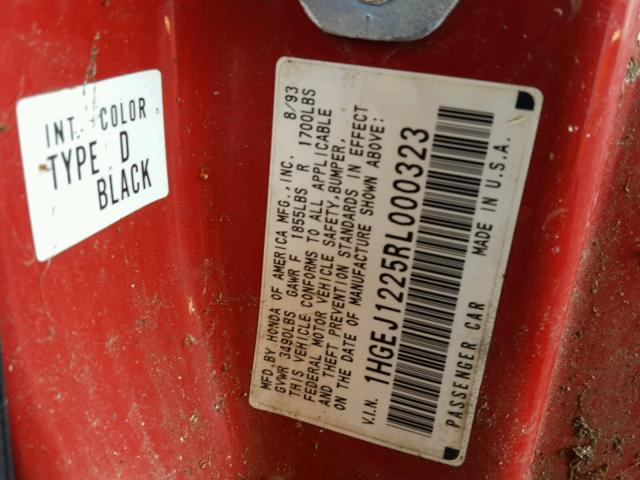 INT. COLOR
TYPE D
BLACK
MFD.BY HONDA OF AMERICA MFG.,INC. 8/93
GVWR 3490LBS GAWR F 1855LBS R 1700LBS
THIS VEHICLE CONFORMS TO ALL APPLICABLE
FEDERAL MOTOR VEHICLE SAFETY,BUMPER,
AND THEFT PREVENTION STANDARDS IN EFFECT
ON THE DATE OF MANUFACTURE SHOWN ABOVE:
V.I.N. 1HGEJ1225RL000323
PASSENGER CAR MADE IN U.S.A.